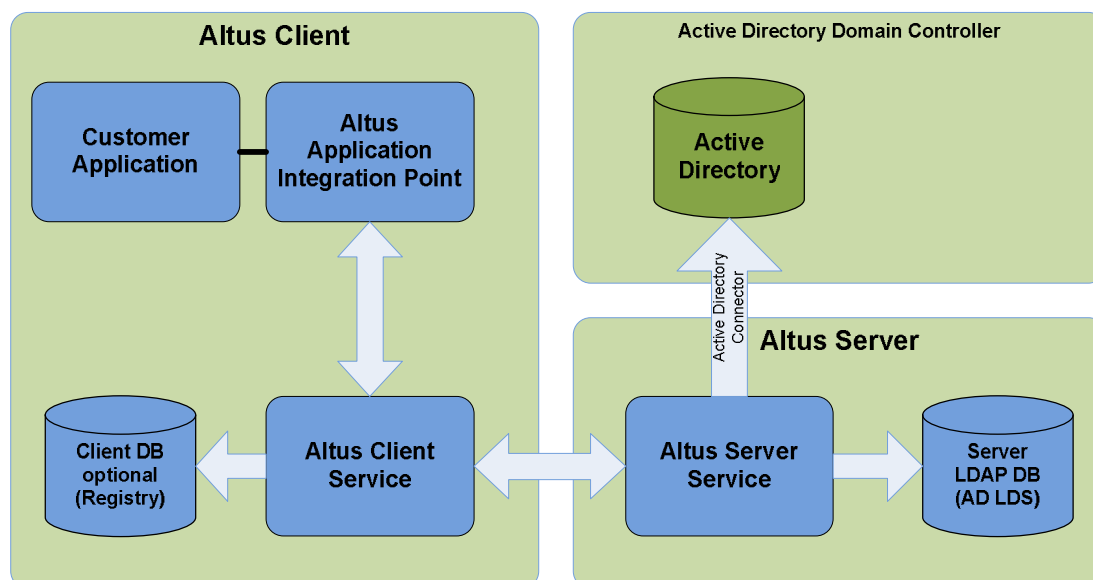 Altus Client
Customer
Application
Altus
Application
Integration Point
Client DB
optional
(Registry)
Altus Client
Service
Active Directory Domain Controller
Active
Directory
Active Directory
Connector
Altus Server
Altus Server
Service
Server
LDAP DB
(AD LDS)